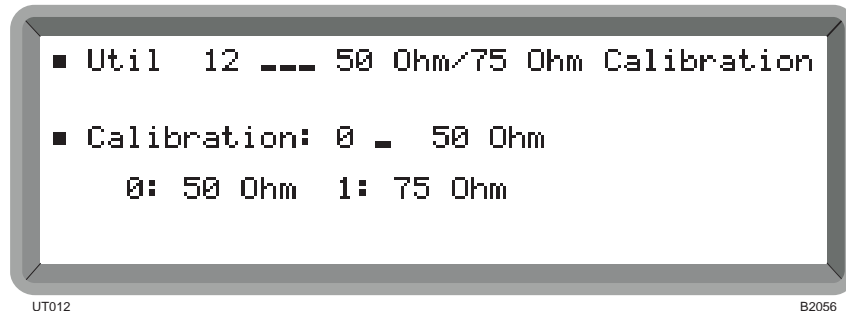 ▪ Util 12 ___ 50 Ohm/75 Ohm Calibration
▪ Calibration: 0 _ 50 Ohm
0: 50 Ohm 1: 75 Ohm
UT012 B2056